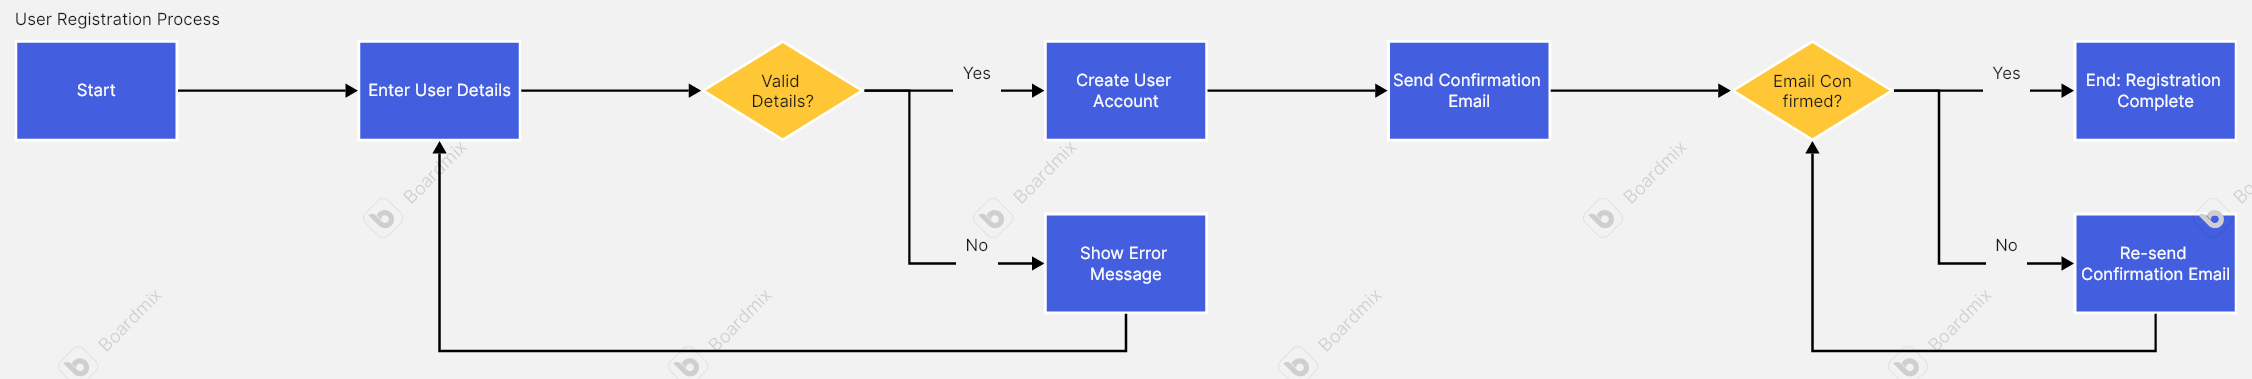 User Registration Process
Start
Enter User Details
Valid
Details?
Yes
Create User
Account
Send Confirmation
Email
Email Con
firmed?
Yes
End: Registration
Complete
No
Show Error
Message
No
Re-send
Confirmation Email
Boardmix
Boardmix
Boardmix
Bo
Boardmix
Boardmix
Boardmix
Boardmix